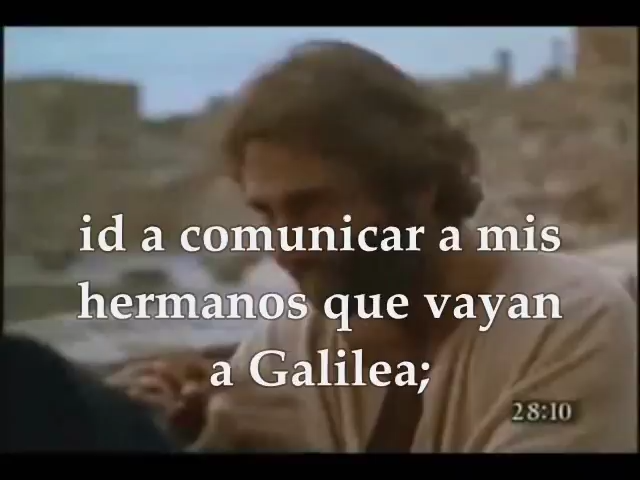 id a comunicar a mis
hermanos que vayan
a Galilea;
28:10